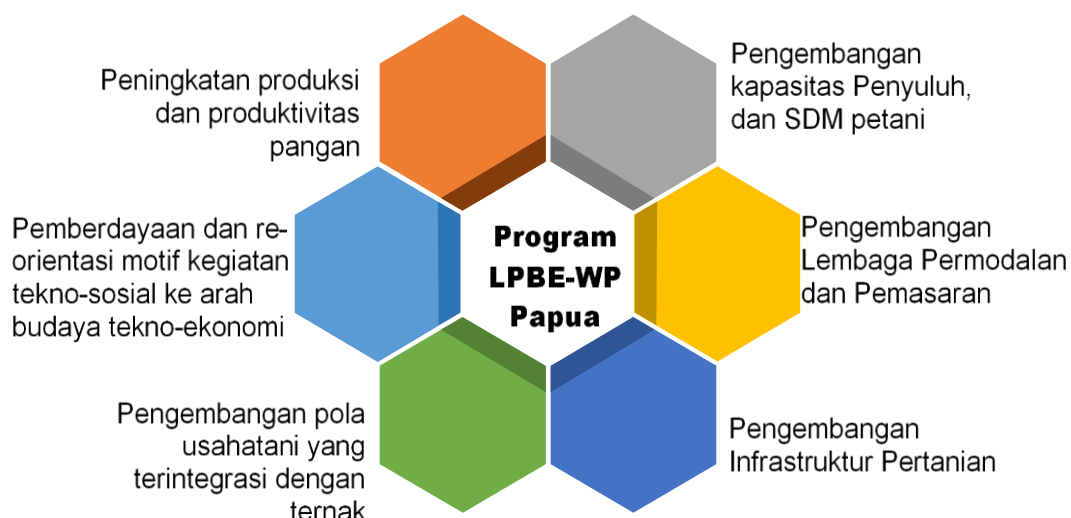 Peningkatan produksi
dan produktivitas
pangan
Pengembangan
kapasitas Penyuluh,
dan SDM petani
Pemberdayaan dan re-
orientasi motif kegiatan
tekno-sosial ke arah
budaya tekno-ekonomi
Program
LPBE-WP
Papua
Pengembangan
Lembaga Permodalan
dan Pemasaran
Pengembangan pola
usahatani yang
terintegrasi dengan
ternak
Pengembangan
Infrastruktur Pertanian